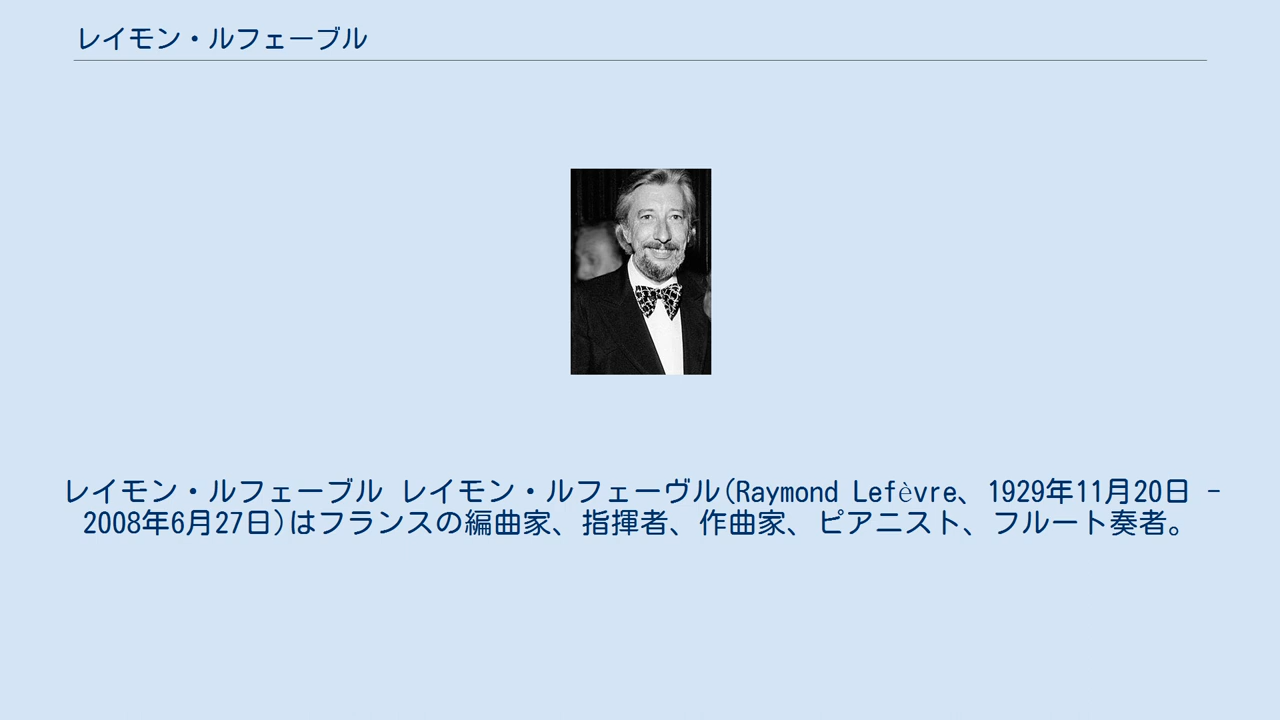 レイモン・ルフェーブル
レイモン・ルフェーブル レイモン・ルフェーヴル(Raymond Lefèvre、1929年11月20日 -
2008年6月27日)はフランスの編曲家、指揮者、作曲家、ピアニスト、フルート奏者。